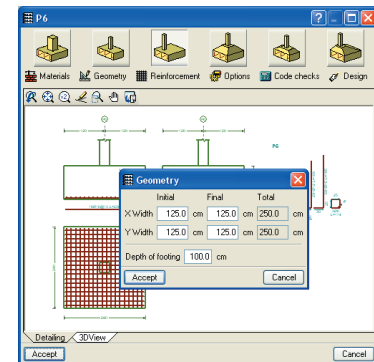 P6
Materials Geometry Reinforcement Options Code checks Design
P6
Geometry
Initial Final Total
X Width 125.0 cm 125.0 cm 250.0 cm
Y Width 125.0 cm 125.0 cm 250.0 cm
Depth of footing 100.0 cm
Accept Cancel
Detailing 3DView
Accept Cancel